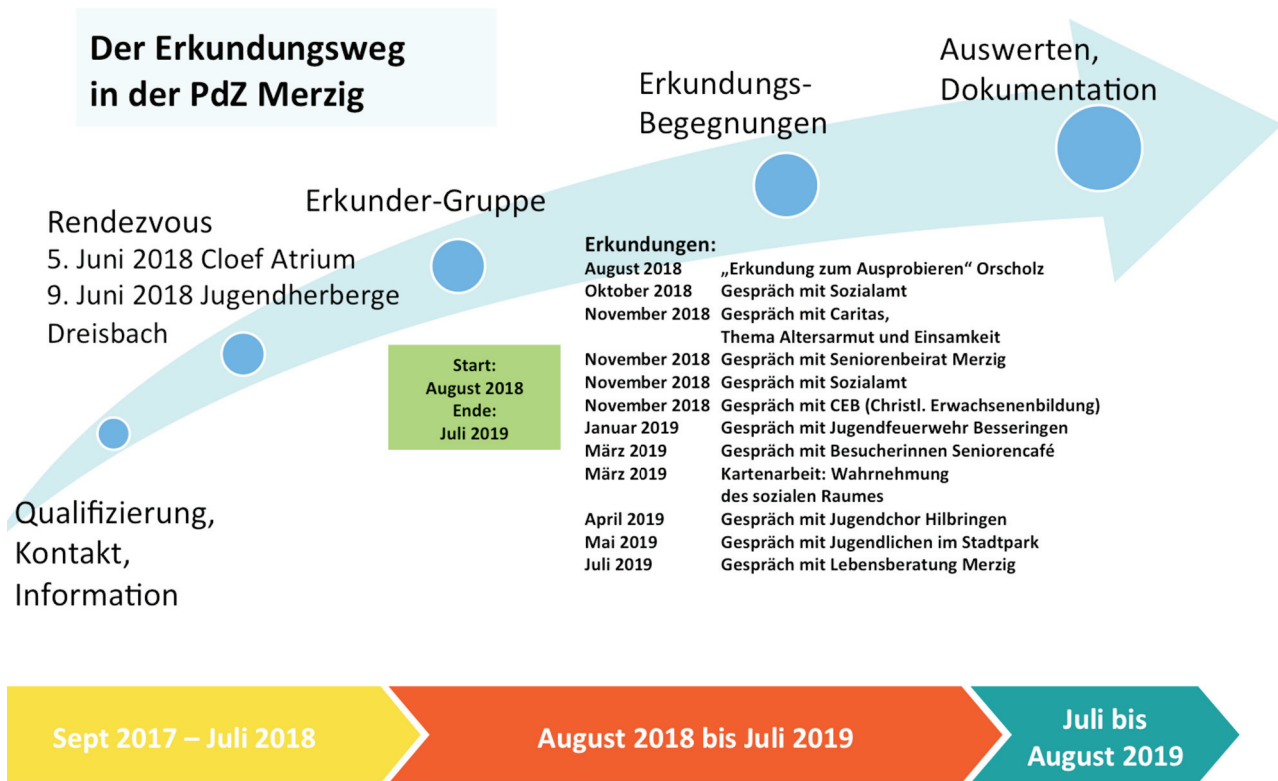 Der Erkundungsweg
in der PdZ Merzig
Auswerten,
Dokumentation
Erkundungs-
Begegnungen
Erkunder-Gruppe
Rendezvous
5. Juni 2018 Cloef Atrium
9. Juni 2018 Jugendherberge
Dreisbach
Qualifizierung,
Kontakt,
Information
Start:
August 2018
Ende:
Juli 2019
Erkundungen:
August 2018 „Erkundung zum Ausprobieren“ Orscholz
Oktober 2018 Gespräch mit Sozialamt
November 2018 Gespräch mit Caritas,
Thema Altersarmut und Einsamkeit
November 2018 Gespräch mit Seniorenbeirat Merzig
November 2018 Gespräch mit Sozialamt
November 2018 Gespräch mit CEB (Christl. Erwachsenenbildung)
Januar 2019 Gespräch mit Jugendfeuerwehr Besseringen
März 2019 Gespräch mit Besucherinnen Seniorencafé
März 2019 Kartenarbeit: Wahrnehmung
des sozialen Raumes
April 2019 Gespräch mit Jugendchor Hilbringen
Mai 2019 Gespräch mit Jugendlichen im Stadtpark
Juli 2019 Gespräch mit Lebensberatung Merzig
Sept 2017 – Juli 2018
August 2018 bis Juli 2019
Juli bis
August 2019